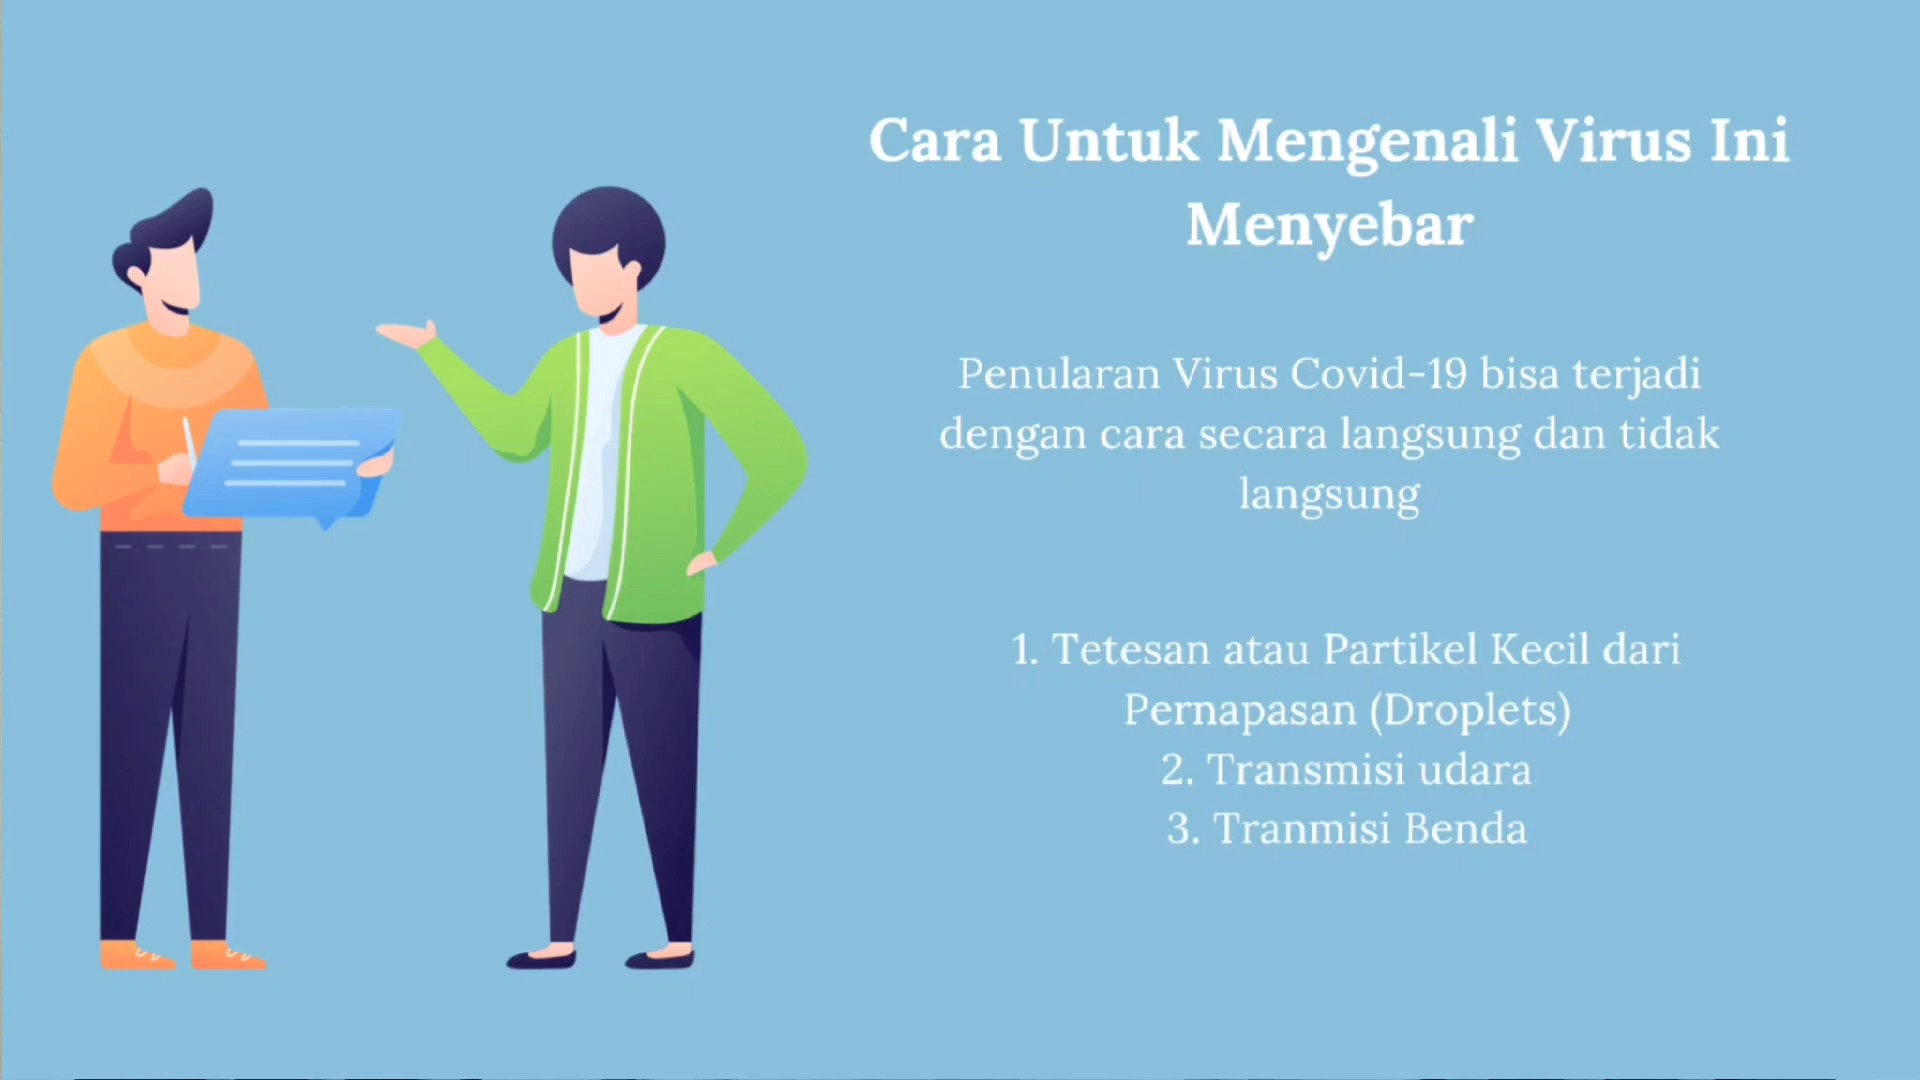 Cara Untuk Mengenali Virus Ini
Menyebar
Penularan Virus Covid-19 bisa terjadi
dengan cara secara langsung dan tidak
langsung
1. Tetesan atau Partikel Kecil dari
Pernapasan (Droplets)
2. Transmisi udara
3. Tranmisi Benda